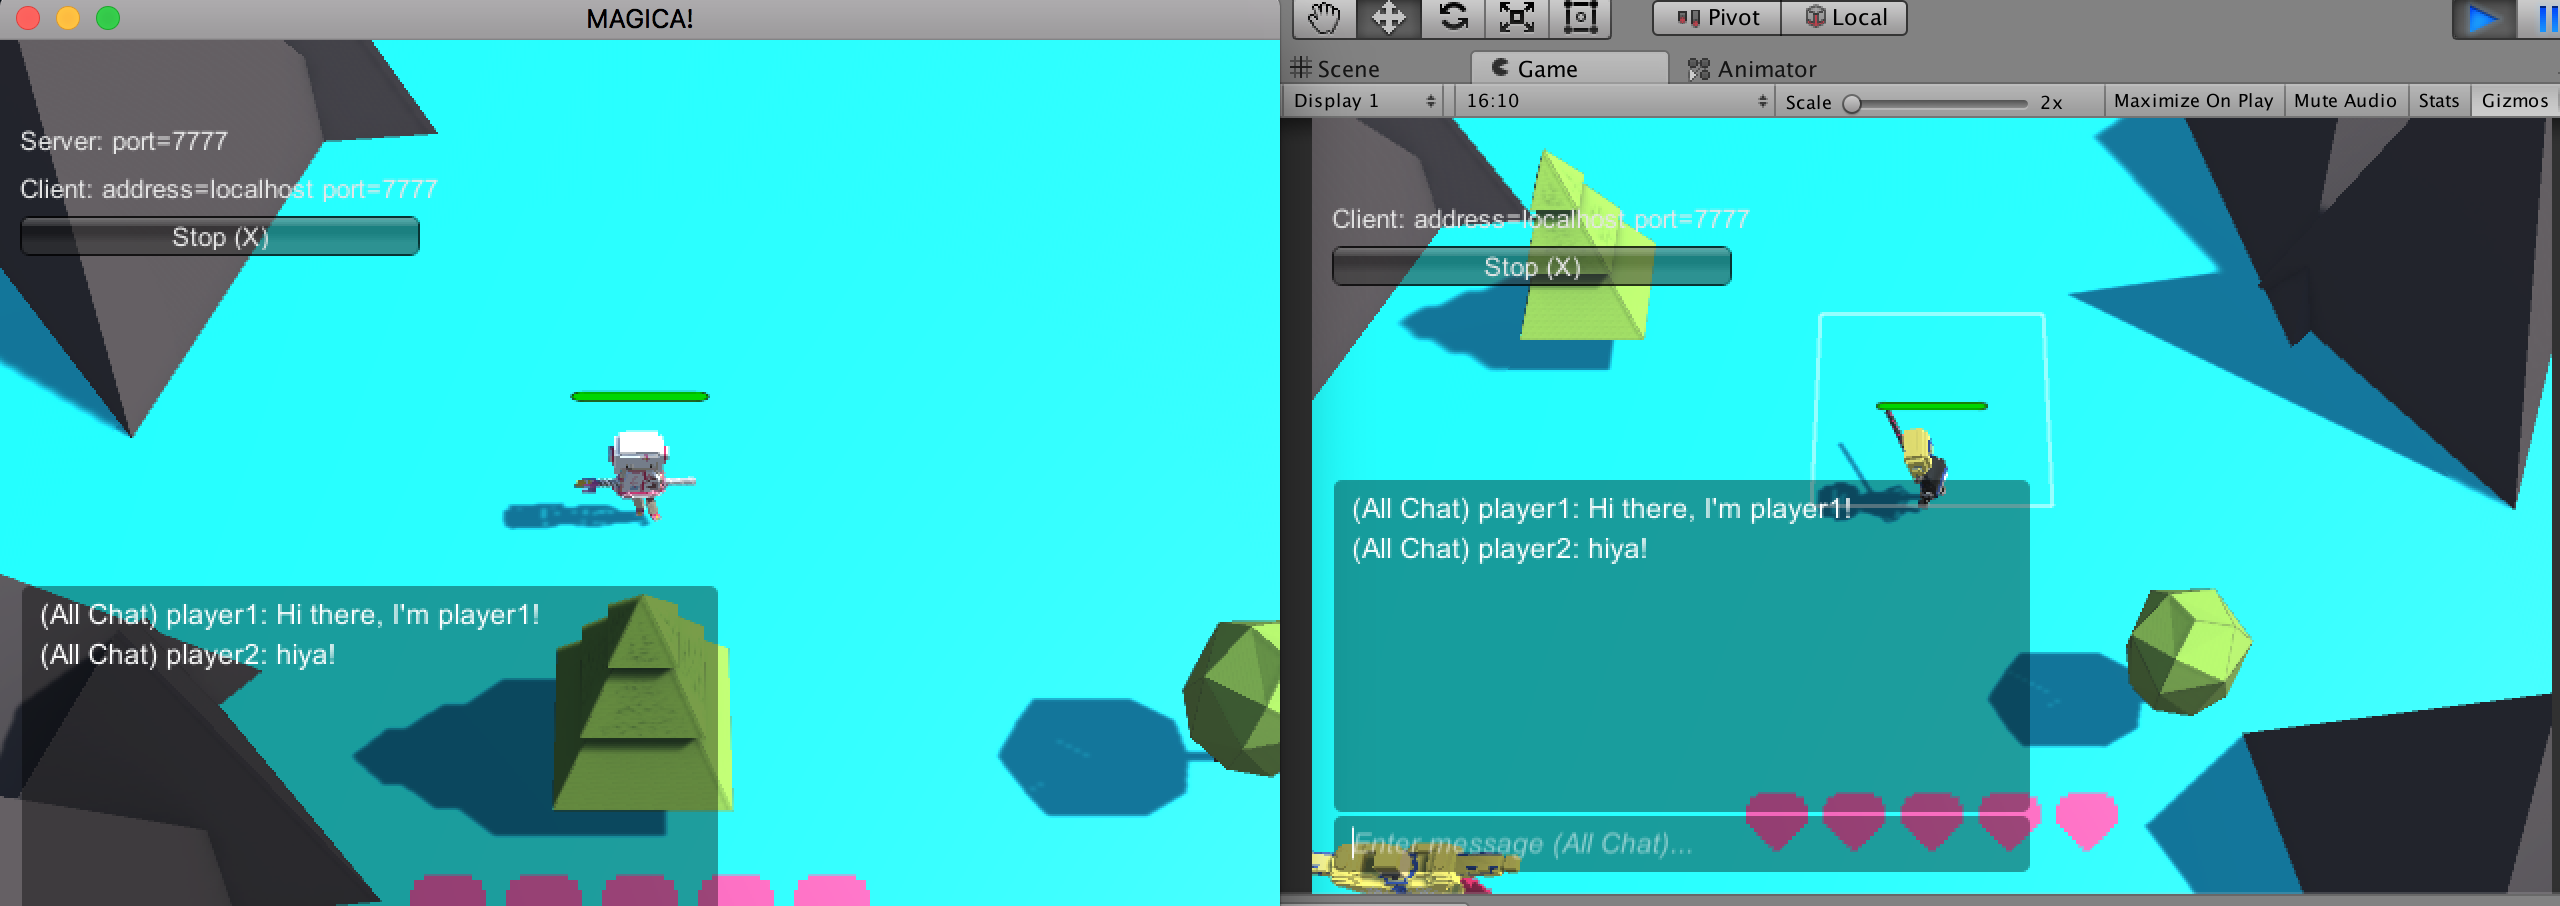 MAGICA!
Server: port=7777
Client: address=localhost port=7777
Stop (X)
(All Chat) player1: Hi there, I'm player1!
(All Chat) player2: hiya!
Pivot
Local
Scene
Game
Animator
Display 1
16:10
Scale
2x
Maximize On Play
Mute Audio
Stats
Gizmos
Client: address=localhost port=7777
Stop (X)
(All Chat) player1: Hi there, I'm player1!
(All Chat) player2: hiya!
Enter message (All Chat)...